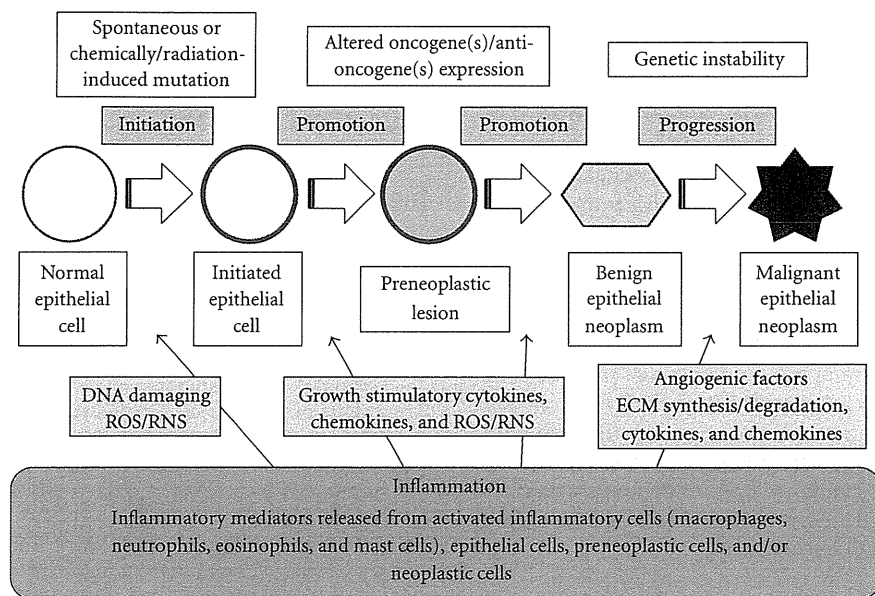 Spontaneous or
chemically/radiation-
induced mutation
Altered oncogene(s)/anti-
oncogene(s) expression
Genetic instability
Initiation
Promotion
Promotion
Progression
Normal
epithelial
cell
Initiated
epithelial
cell
Preneoplastic
lesion
Benign
epithelial
neoplasm
Malignant
epithelial
neoplasm
DNA damaging
ROS/RNS
Growth stimulatory cytokines,
chemokines, and ROS/RNS
Angiogenic factors
ECM synthesis/degradation,
cytokines, and chemokines
Inflammation
Inflammatory mediators released from activated inflammatory cells (macrophages,
neutrophils, eosinophils, and mast cells), epithelial cells, preneoplastic cells, and/or
neoplastic cells